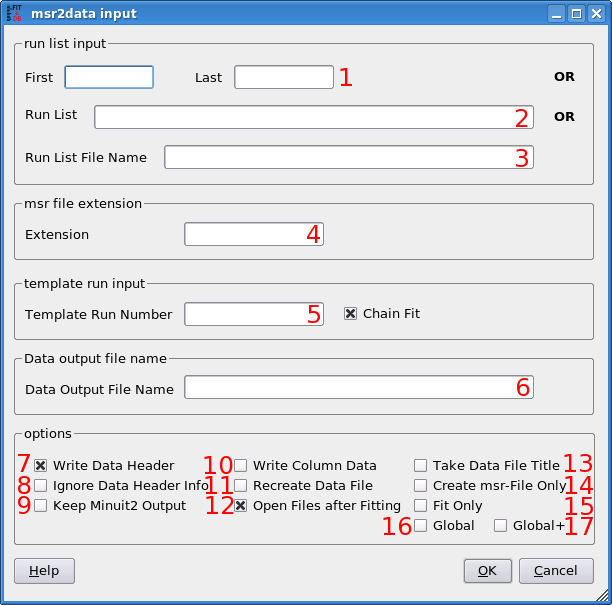 msr2data input
run list input
First Last 1 OR
Run List 2 OR
Run List File Name 3
msr file extension
Extension 4
template run input
Template Run Number 5 Chain Fit
Data output file name
Data Output File Name 6
options
7 Write Data Header 10 Write Column Data Take Data File Title 13
8 Ignore Data Header Info 11 Recreate Data File Create msr-File Only 14
9 Keep Minuit2 Output 12 Open Files after Fitting Fit Only 15
16 Global Global+ 17
Help OK Cancel